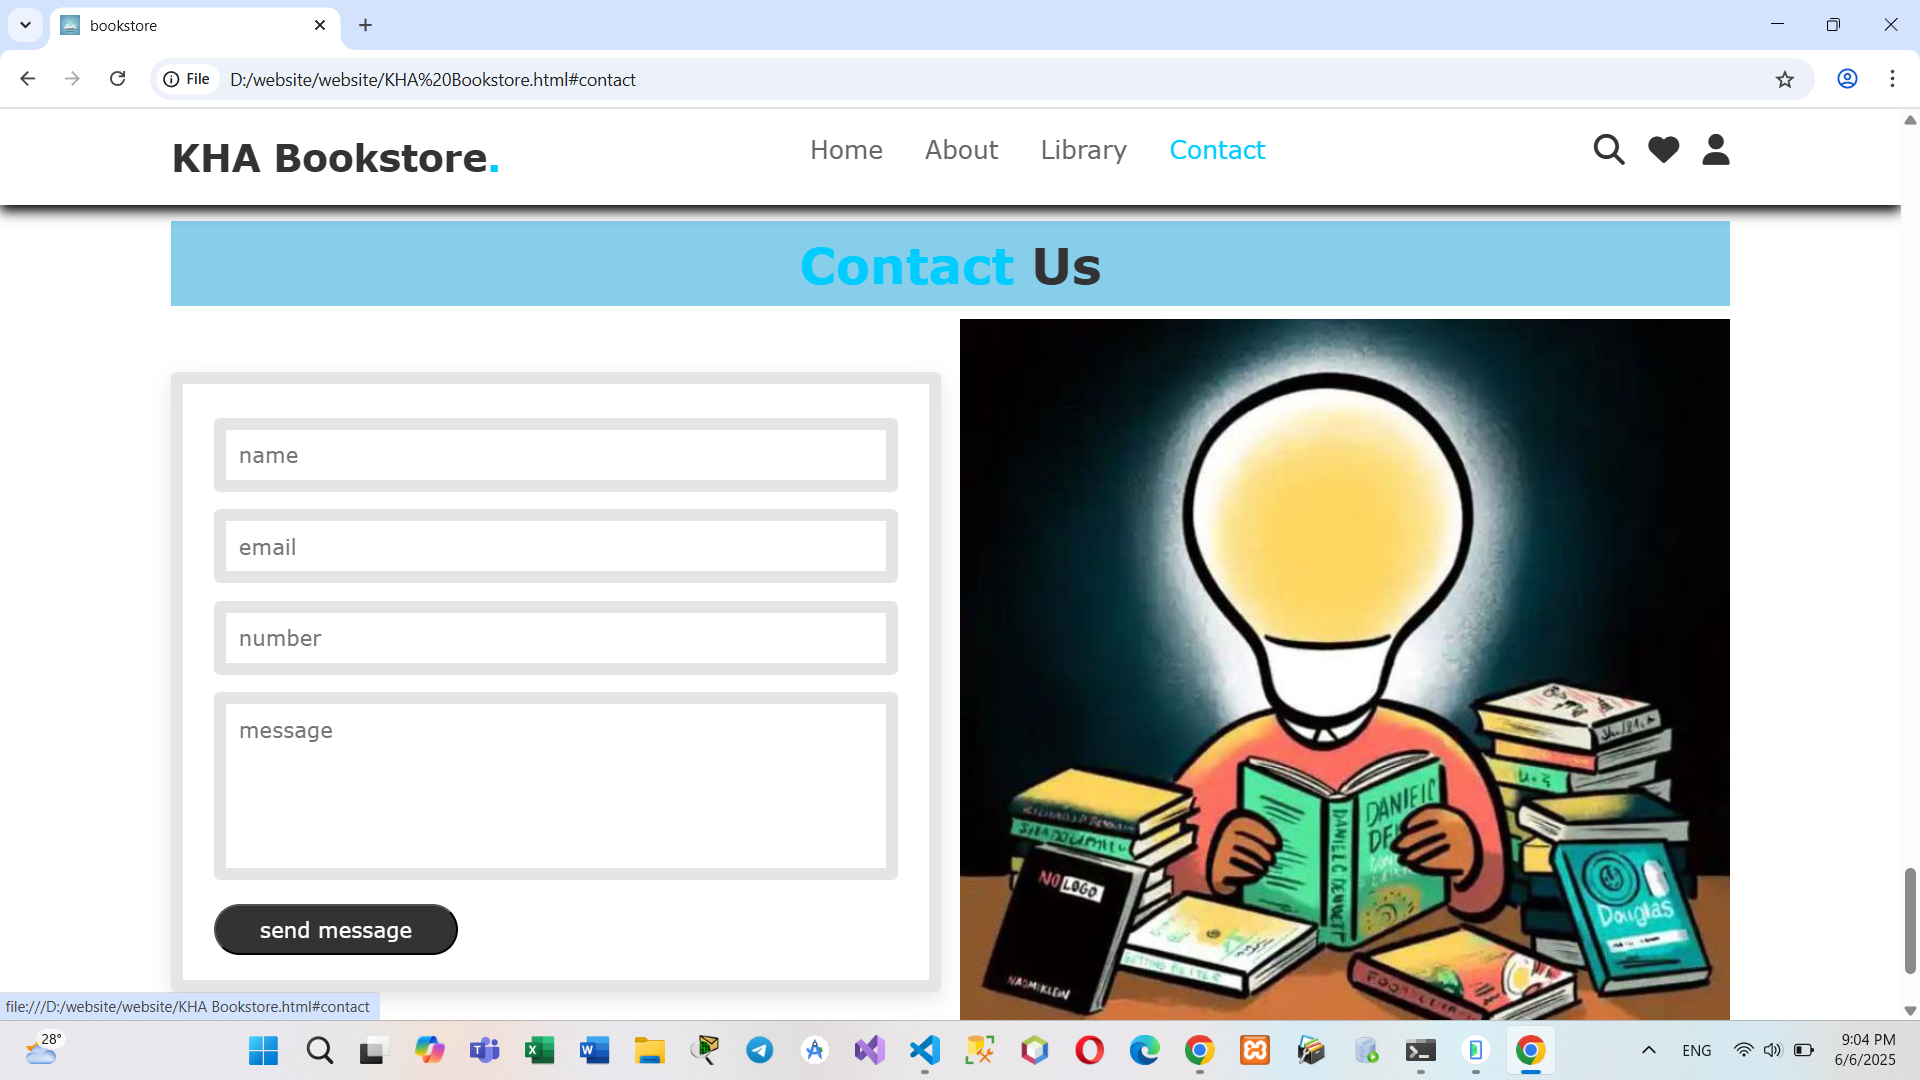 bookstore
File
D:/website/website/KHA%20Bookstore.html#contact
KHA Bookstore.
Home
About
Library
Contact
Contact Us
name
email
number
message
send message
DANIEL DENNETT
NO LOGO
NAOMI KLEIN
Douglas
file:///D:/website/website/KHA Bookstore.html#contact
28°
ENG
9:04 PM
6/6/2025